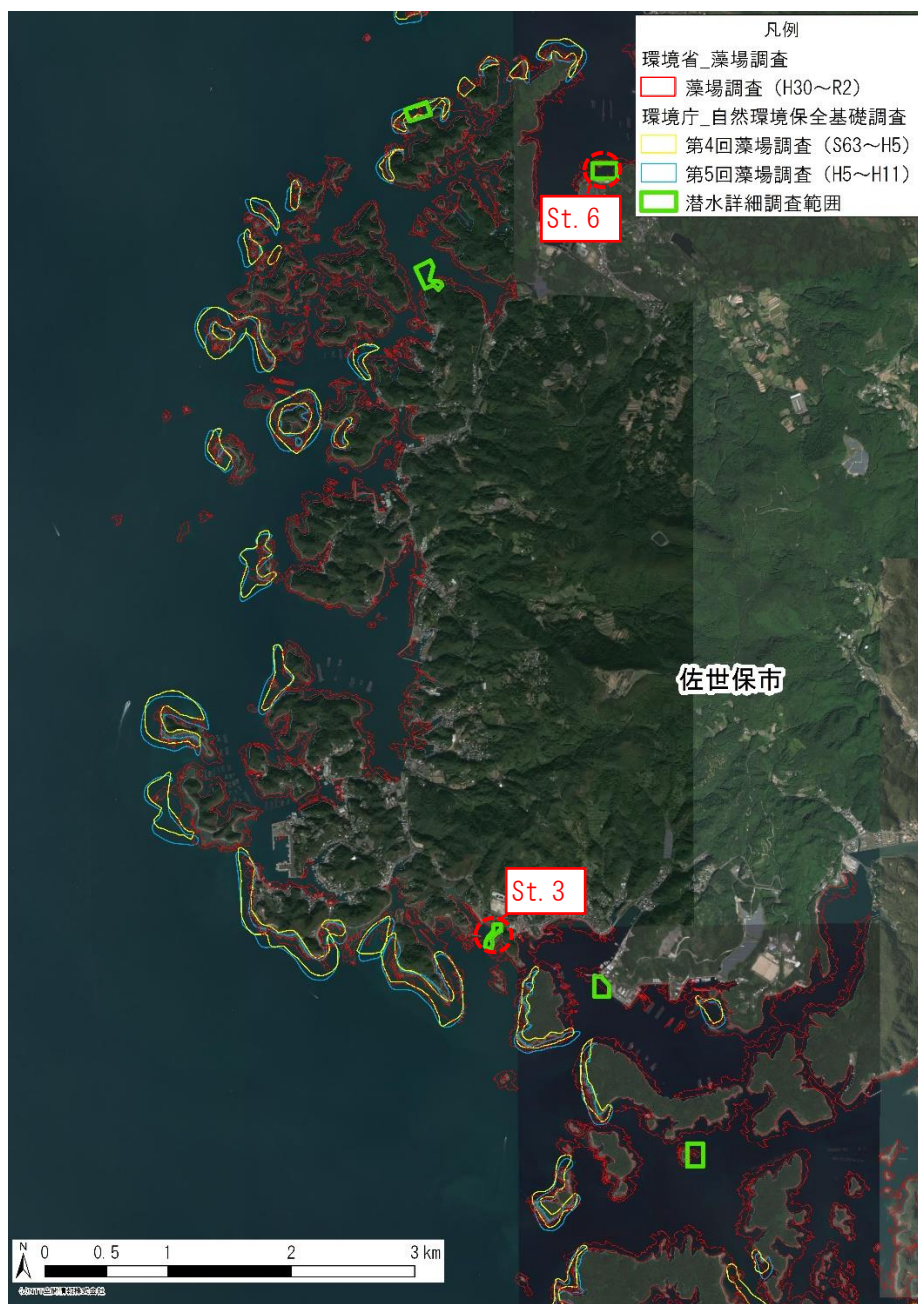 凡例
環境省_藻場調査
藻場調査（H30～R2）
環境庁_自然環境保全基礎調査
第4回藻場調査（S63～H5）
第5回藻場調査（H5～H11）
潜水詳細調査範囲
St.6
佐世保市
St.3
N 0 0.5 1 2 3 km